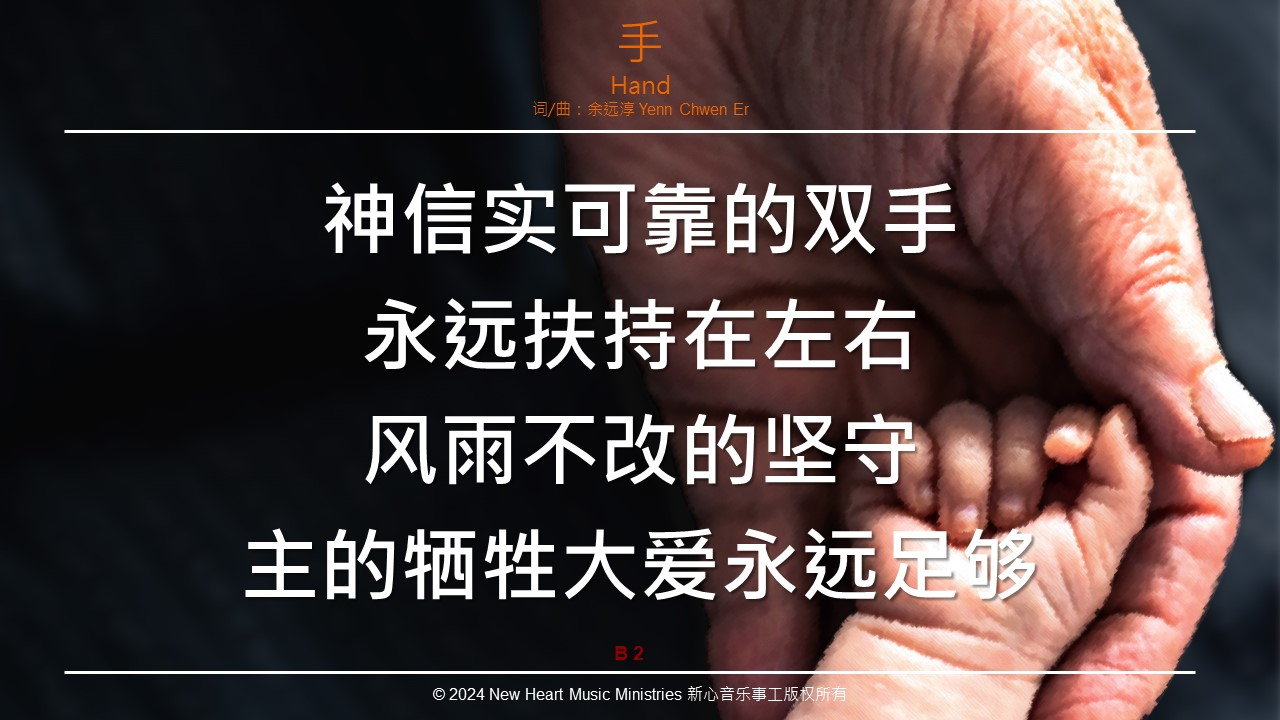 手
Hand
词/曲：余远淳 Yenn Chwen Er
神信实可靠的双手
永远扶持在左右
风雨不改的坚守
主的牺牲大爱永远足够
B 2
© 2024 New Heart Music Ministries 新心音乐事工版权所有